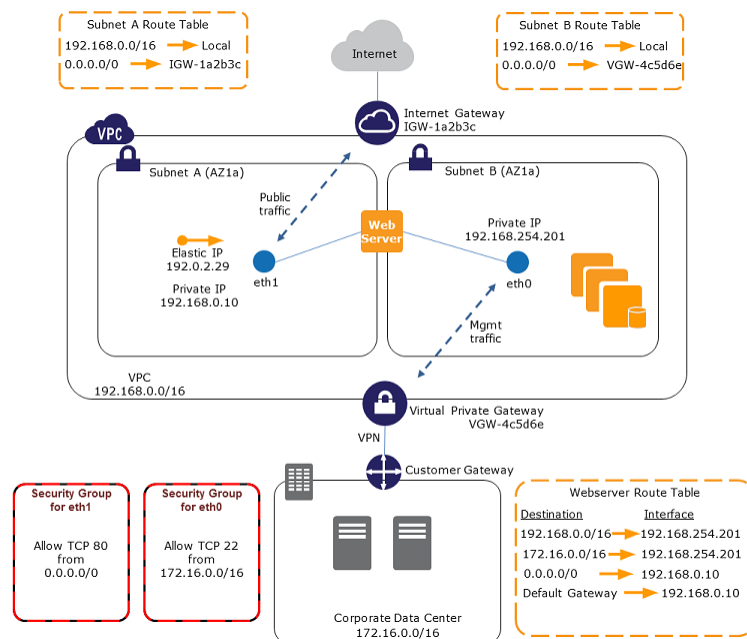 Subnet A Route Table
192.168.0.0/16 Local
0.0.0.0/0 IGW-1a2b3c
Internet
Subnet B Route Table
192.168.0.0/16 Local
0.0.0.0/0 VGW-4c5d6e
Internet Gateway
IGW-1a2b3c
VPC
Subnet A (AZ1a)
Subnet B (AZ1a)
Public
traffic
Web
Server
Elastic IP
192.0.2.29
eth1
Private IP
192.168.0.10
Private IP
192.168.254.201
eth0
Mgmt
traffic
VPC
192.168.0.0/16
Virtual Private Gateway
VGW-4c5d6e
VPN
Customer Gateway
Security Group
for eth1
Allow TCP 80
from
0.0.0.0/0
Security Group
for eth0
Allow TCP 22
from
172.16.0.0/16
Corporate Data Center
172.16.0.0/16
Webserver Route Table
Destination Interface
192.168.0.0/16 192.168.254.201
172.16.0.0/16 192.168.254.201
0.0.0.0/0 192.168.0.10
Default Gateway 192.168.0.10